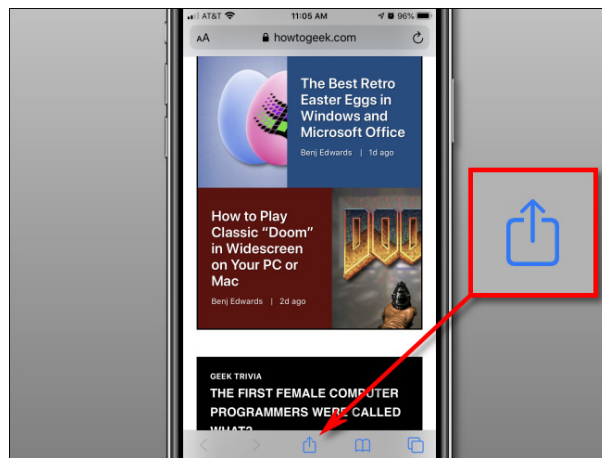 AT&T
11:05 AM
96%
AA
howtogeek.com
The Best Retro
Easter Eggs in
Windows and
Microsoft Office
Benj Edwards | 1d ago
How to Play
Classic “Doom”
in Widescreen
on Your PC or
Mac
Benj Edwards | 2d ago
DOOM
GEEK TRIVIA
THE FIRST FEMALE COMPUTER
PROGRAMMERS WERE CALLED
WHAT?